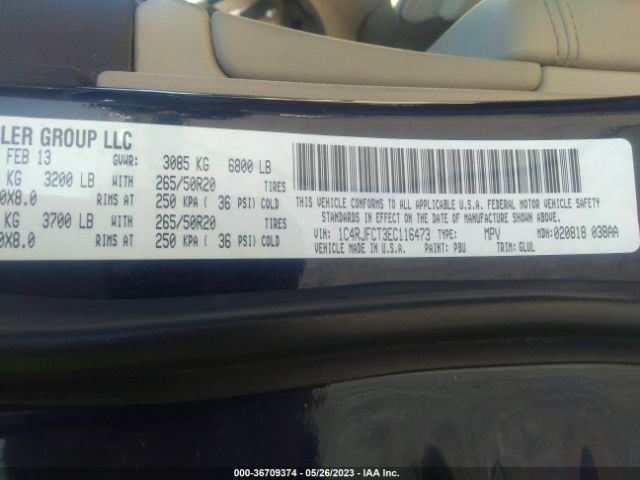 LER GROUP LLC
FEB 13 GVWR: 3085 KG 6800 LB
KG 3200 LB WITH 265/50R20 TIRES
0X8.0 RIMS AT 250 KPA ( 36 PSI) COLD
KG 3700 LB WITH 265/50R20 TIRES
0X8.0 RIMS AT 250 KPA ( 36 PSI) COLD
THIS VEHICLE CONFORMS TO ALL APPLICABLE U.S.A. FEDERAL MOTOR VEHICLE SAFETY
STANDARDS IN EFFECT ON THE DATE OF MANUFACTURE SHOWN ABOVE.
VIN: 1C4RJFCT3EC116473 TYPE: MPV MDH: 020818 038AA
VEHICLE MADE IN U.S.A. PAINT: PBU TRIM: GLUL
000-36709374 - 05/26/2023 - IAA Inc.